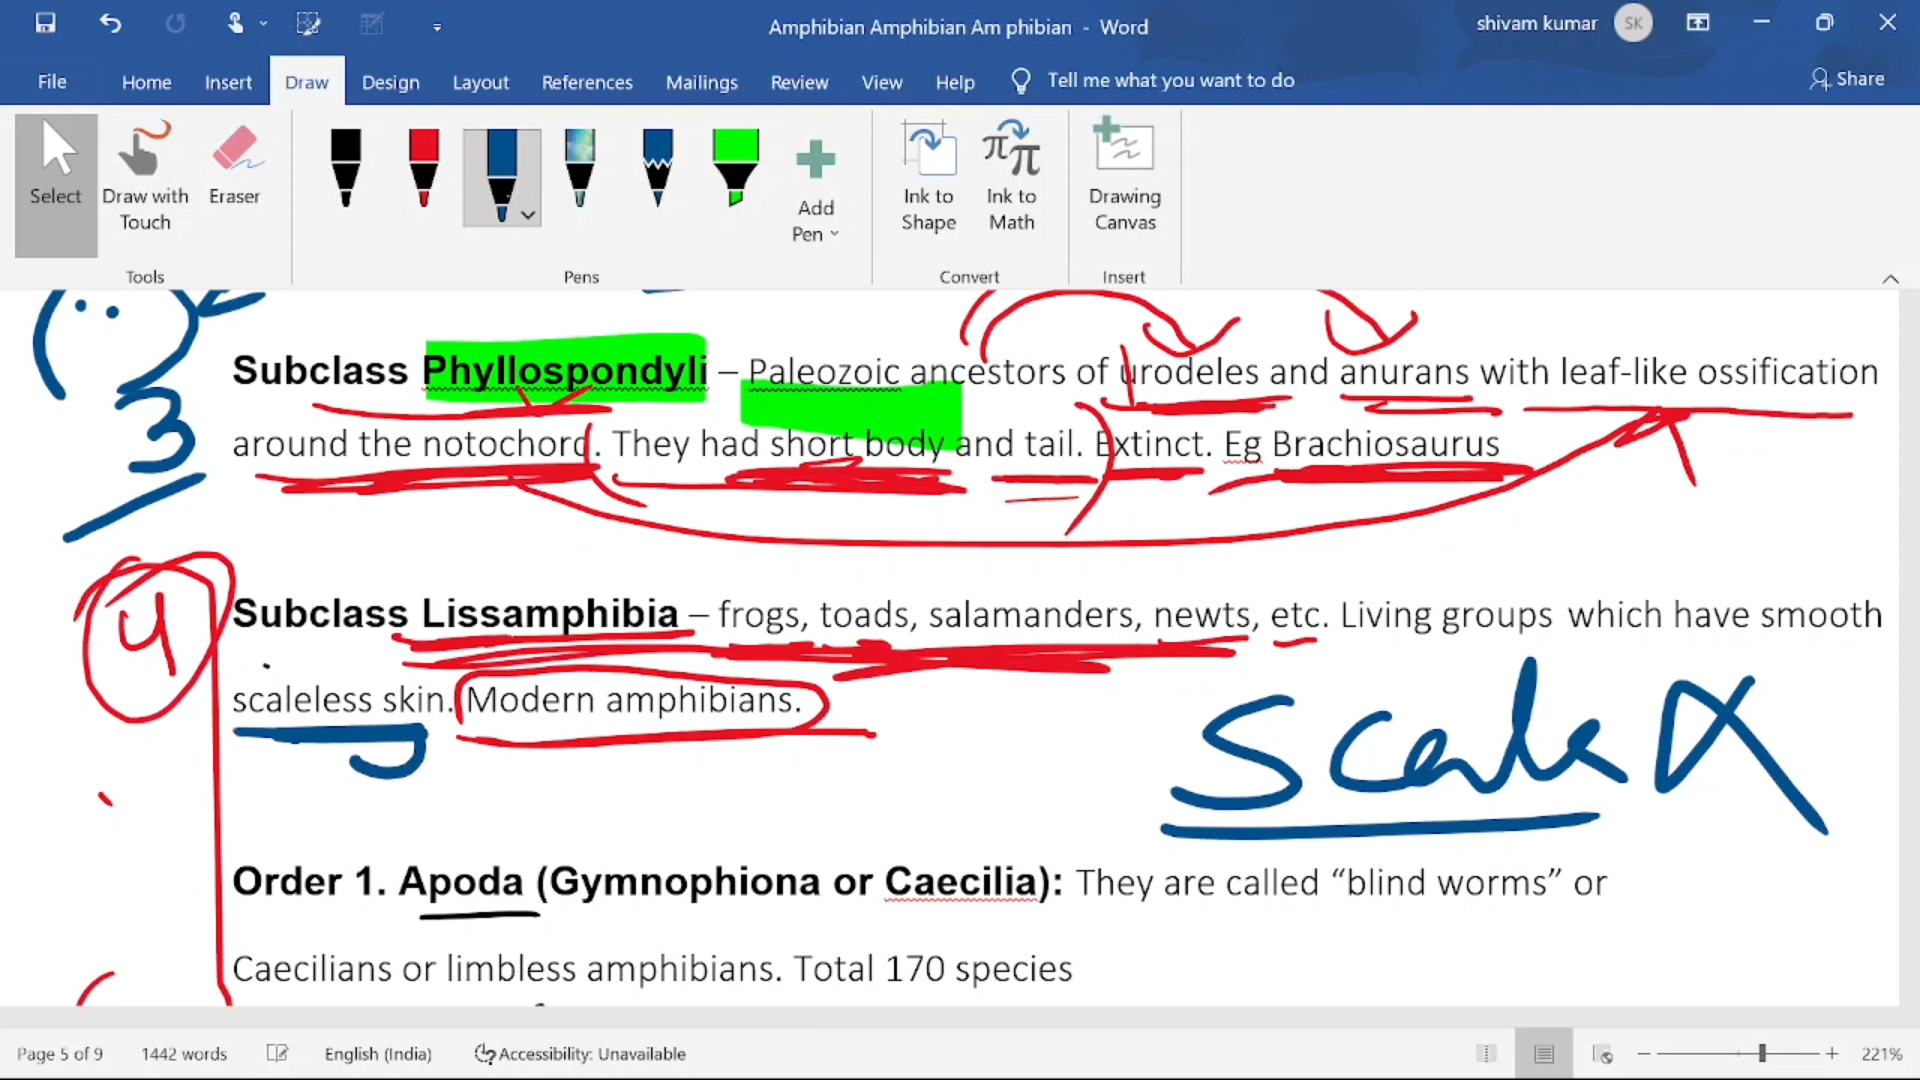 Amphibian Amphibian Am phibian - Word
shivam kumar SK
File Home Insert Draw Design Layout References Mailings Review View Help Tell me what you want to do Share
Select Draw with Touch Eraser Add Pen Ink to Shape Ink to Math Drawing Canvas
Tools Pens Convert Insert
Subclass Phyllospondyli – Paleozoic ancestors of urodeles and anurans with leaf-like ossification
3 around the notochord. They had short body and tail. Extinct. Eg Brachiosaurus
4 Subclass Lissamphibia – frogs, toads, salamanders, newts, etc. Living groups which have smooth
scaleless skin. Modern amphibians.
Scale X
Order 1. Apoda (Gymnophiona or Caecilia): They are called “blind worms” or
Caecilians or limbless amphibians. Total 170 species
Page 5 of 9 1442 words English (India) Accessibility: Unavailable 221%